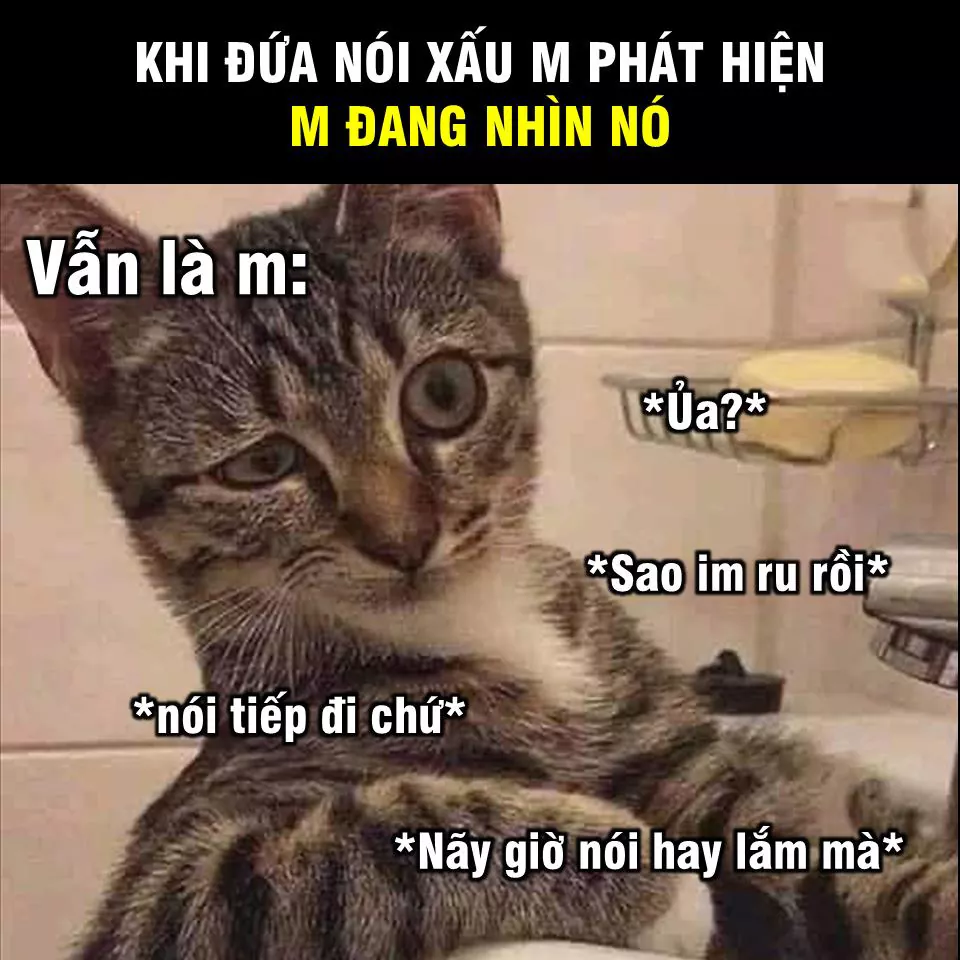 KHI ĐỨA NÓI XẤU M PHÁT HIỆN
M ĐANG NHÌN NÓ
Vẫn là m:
*Ủa?*
*Sao im ru rồi*
*nói tiếp đi chứ*
*Nãy giờ nói hay lắm mà*